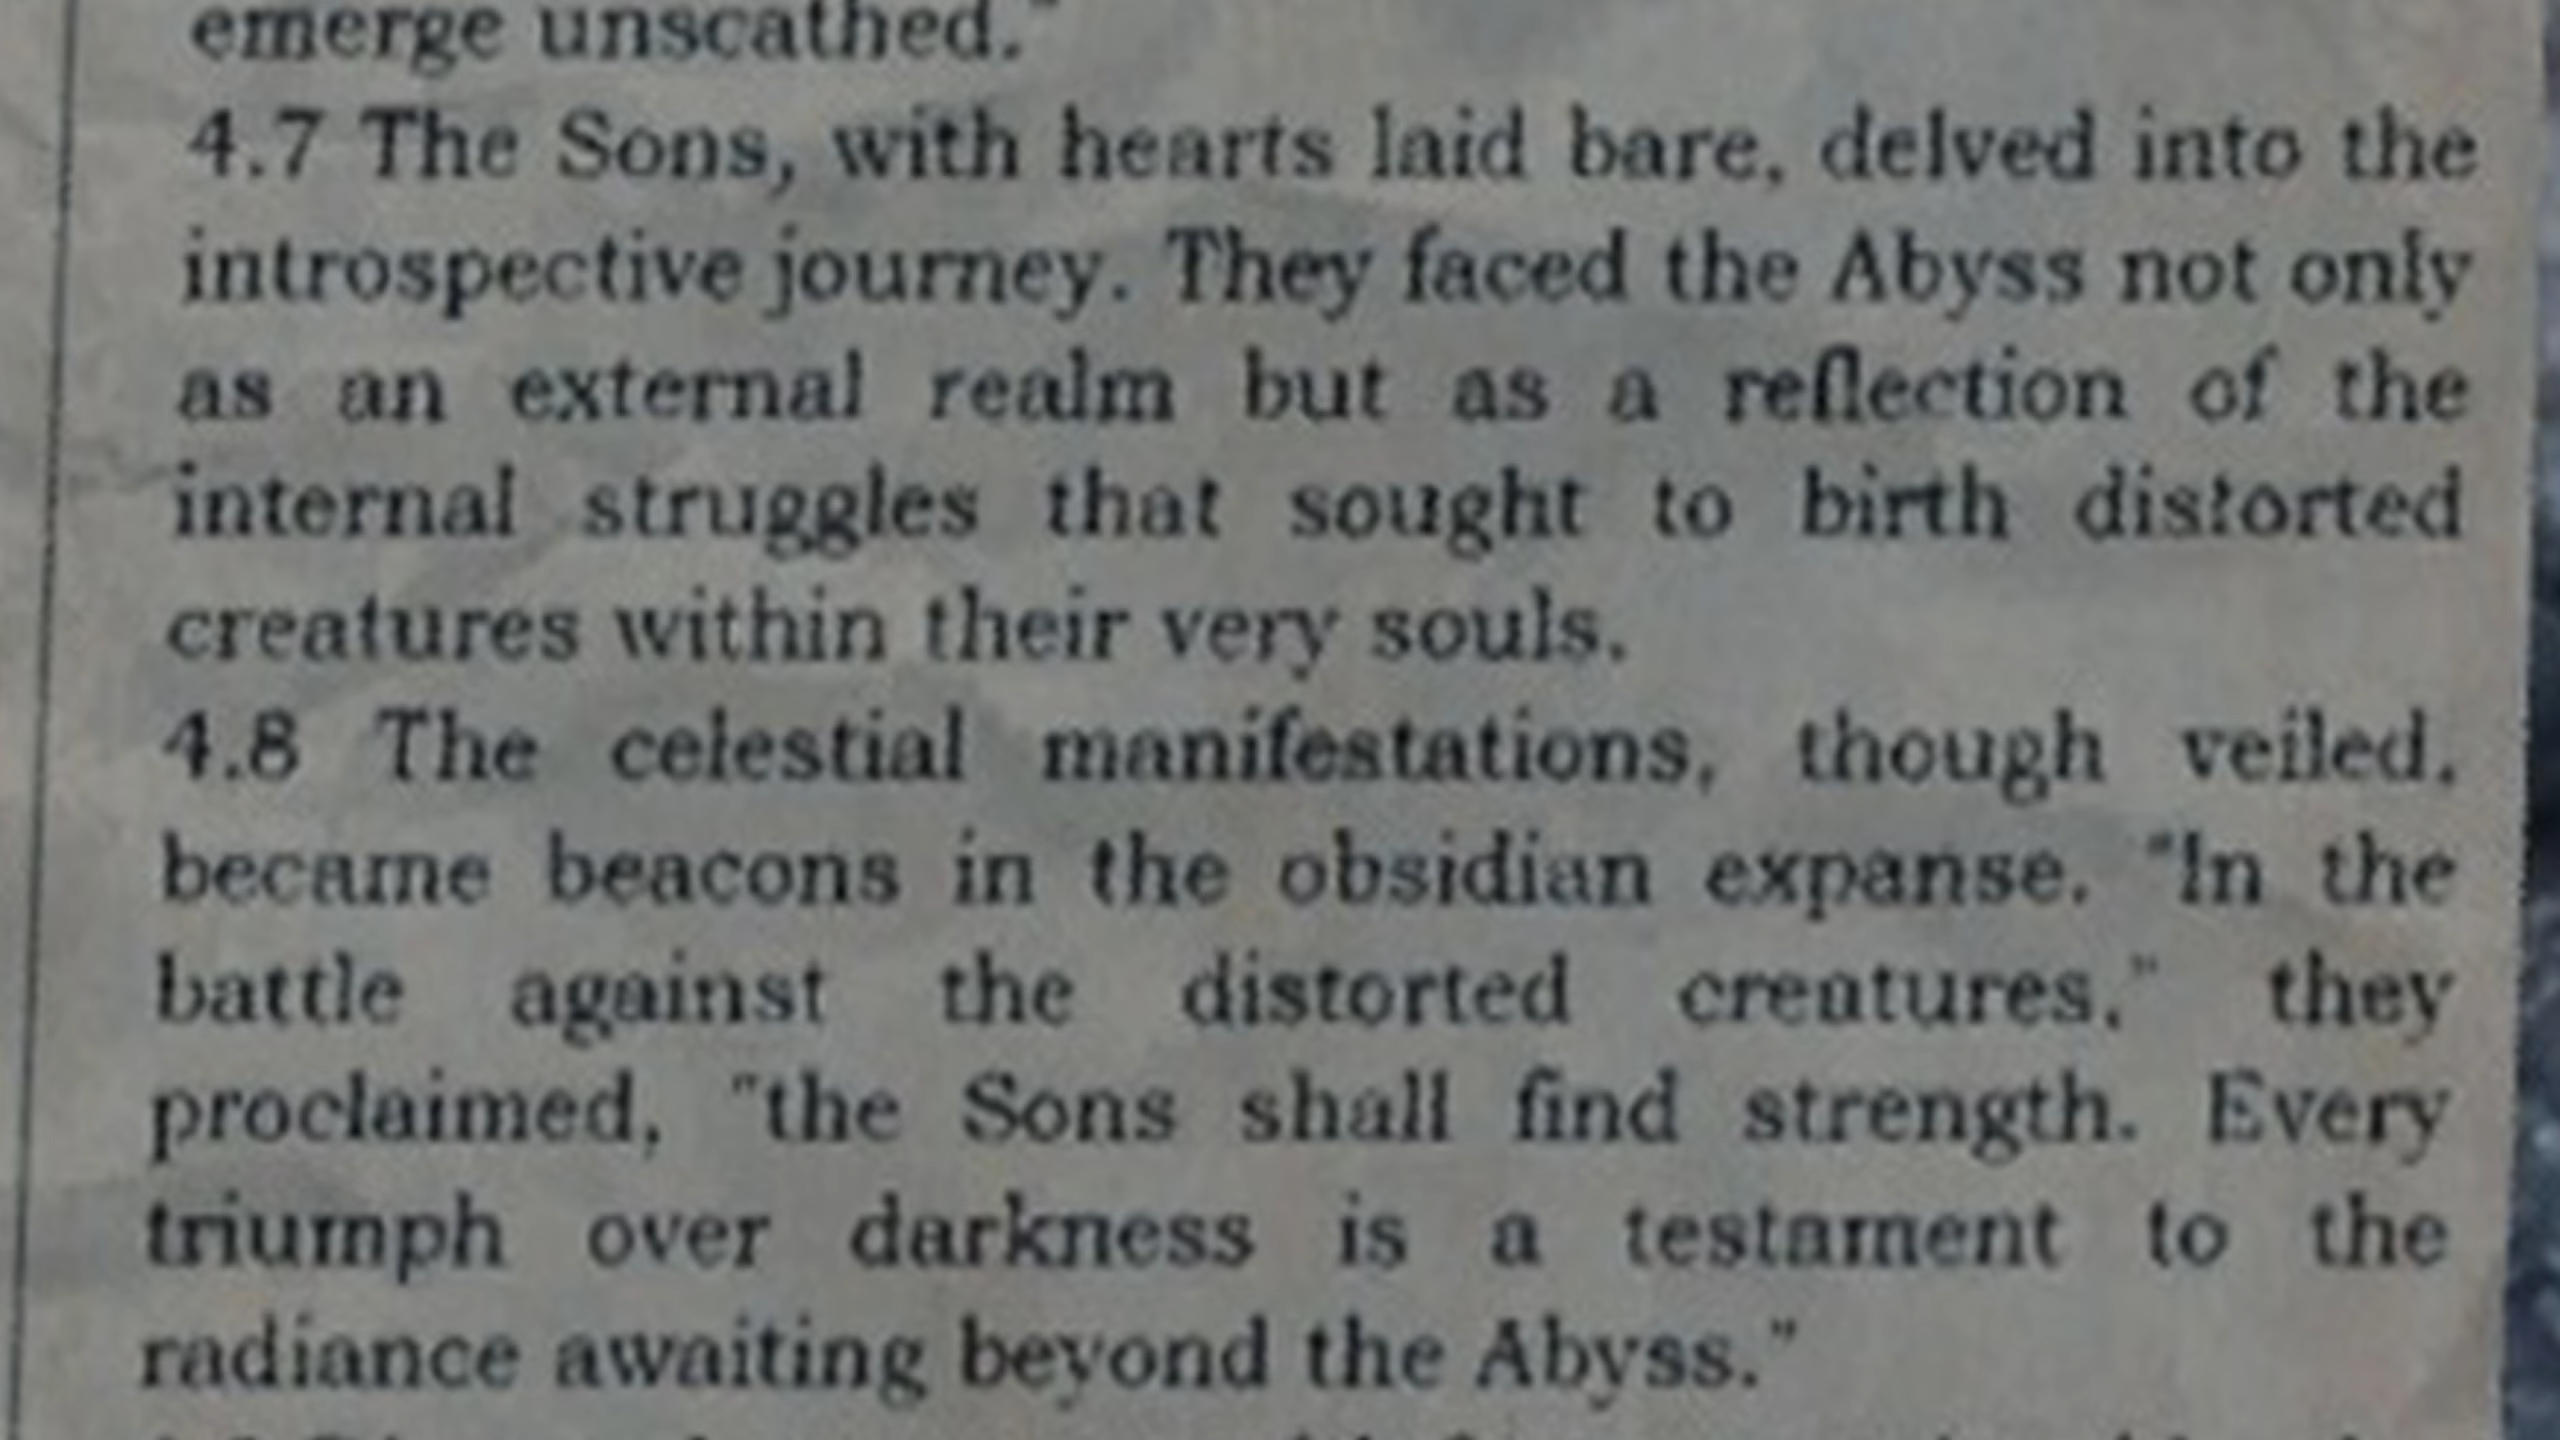 emerge unscathed."
4.7 The Sons, with hearts laid bare, delved into the
introspective journey. They faced the Abyss not only
as an external realm but as a reflection of the
internal struggles that sought to birth distorted
creatures within their very souls.
4.8 The celestial manifestations, though veiled,
became beacons in the obsidian expanse. "In the
battle against the distorted creatures," they
proclaimed, "the Sons shall find strength. Every
triumph over darkness is a testament to the
radiance awaiting beyond the Abyss."